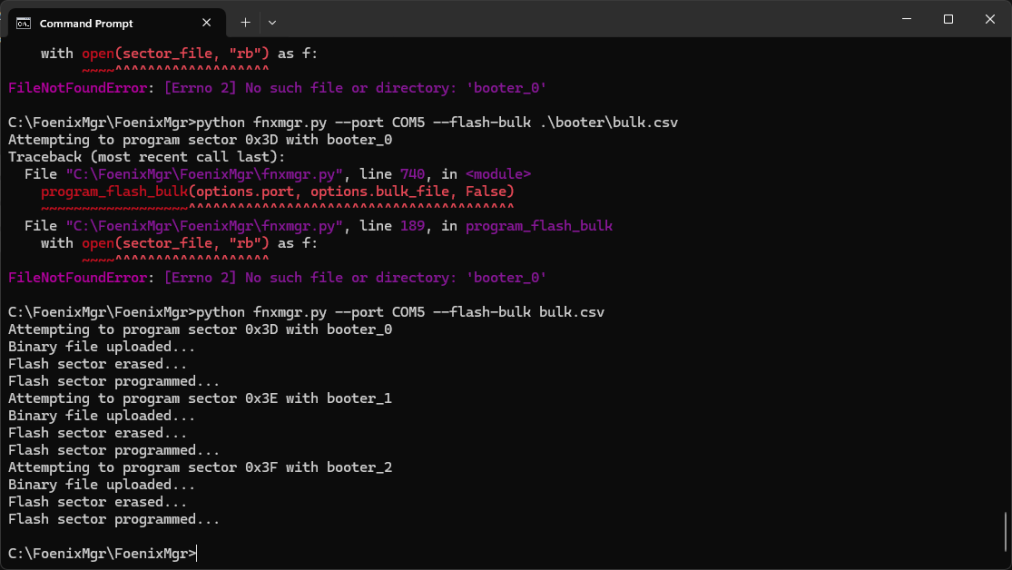 Command Prompt
    with open(sector_file, "rb") as f:
         ~~~~^^^^^^^^^^^^^^^^^^^
FileNotFoundError: [Errno 2] No such file or directory: 'booter_0'
C:\FoenixMgr\FoenixMgr>python fnxmgr.py --port COM5 --flash-bulk .\booter\bulk.csv
Attempting to program sector 0x3D with booter_0
Traceback (most recent call last):
  File "C:\FoenixMgr\FoenixMgr\fnxmgr.py", line 740, in <module>
    program_flash_bulk(options.port, options.bulk_file, False)
    ~~~~~~~~~~~~~~~~~~^^^^^^^^^^^^^^^^^^^^^^^^^^^^^^^^^^^^^^^^
  File "C:\FoenixMgr\FoenixMgr\fnxmgr.py", line 189, in program_flash_bulk
    with open(sector_file, "rb") as f:
         ~~~~^^^^^^^^^^^^^^^^^^^
FileNotFoundError: [Errno 2] No such file or directory: 'booter_0'
C:\FoenixMgr\FoenixMgr>python fnxmgr.py --port COM5 --flash-bulk bulk.csv
Attempting to program sector 0x3D with booter_0
Binary file uploaded...
Flash sector erased...
Flash sector programmed...
Attempting to program sector 0x3E with booter_1
Binary file uploaded...
Flash sector erased...
Flash sector programmed...
Attempting to program sector 0x3F with booter_2
Binary file uploaded...
Flash sector erased...
Flash sector programmed...
C:\FoenixMgr\FoenixMgr>